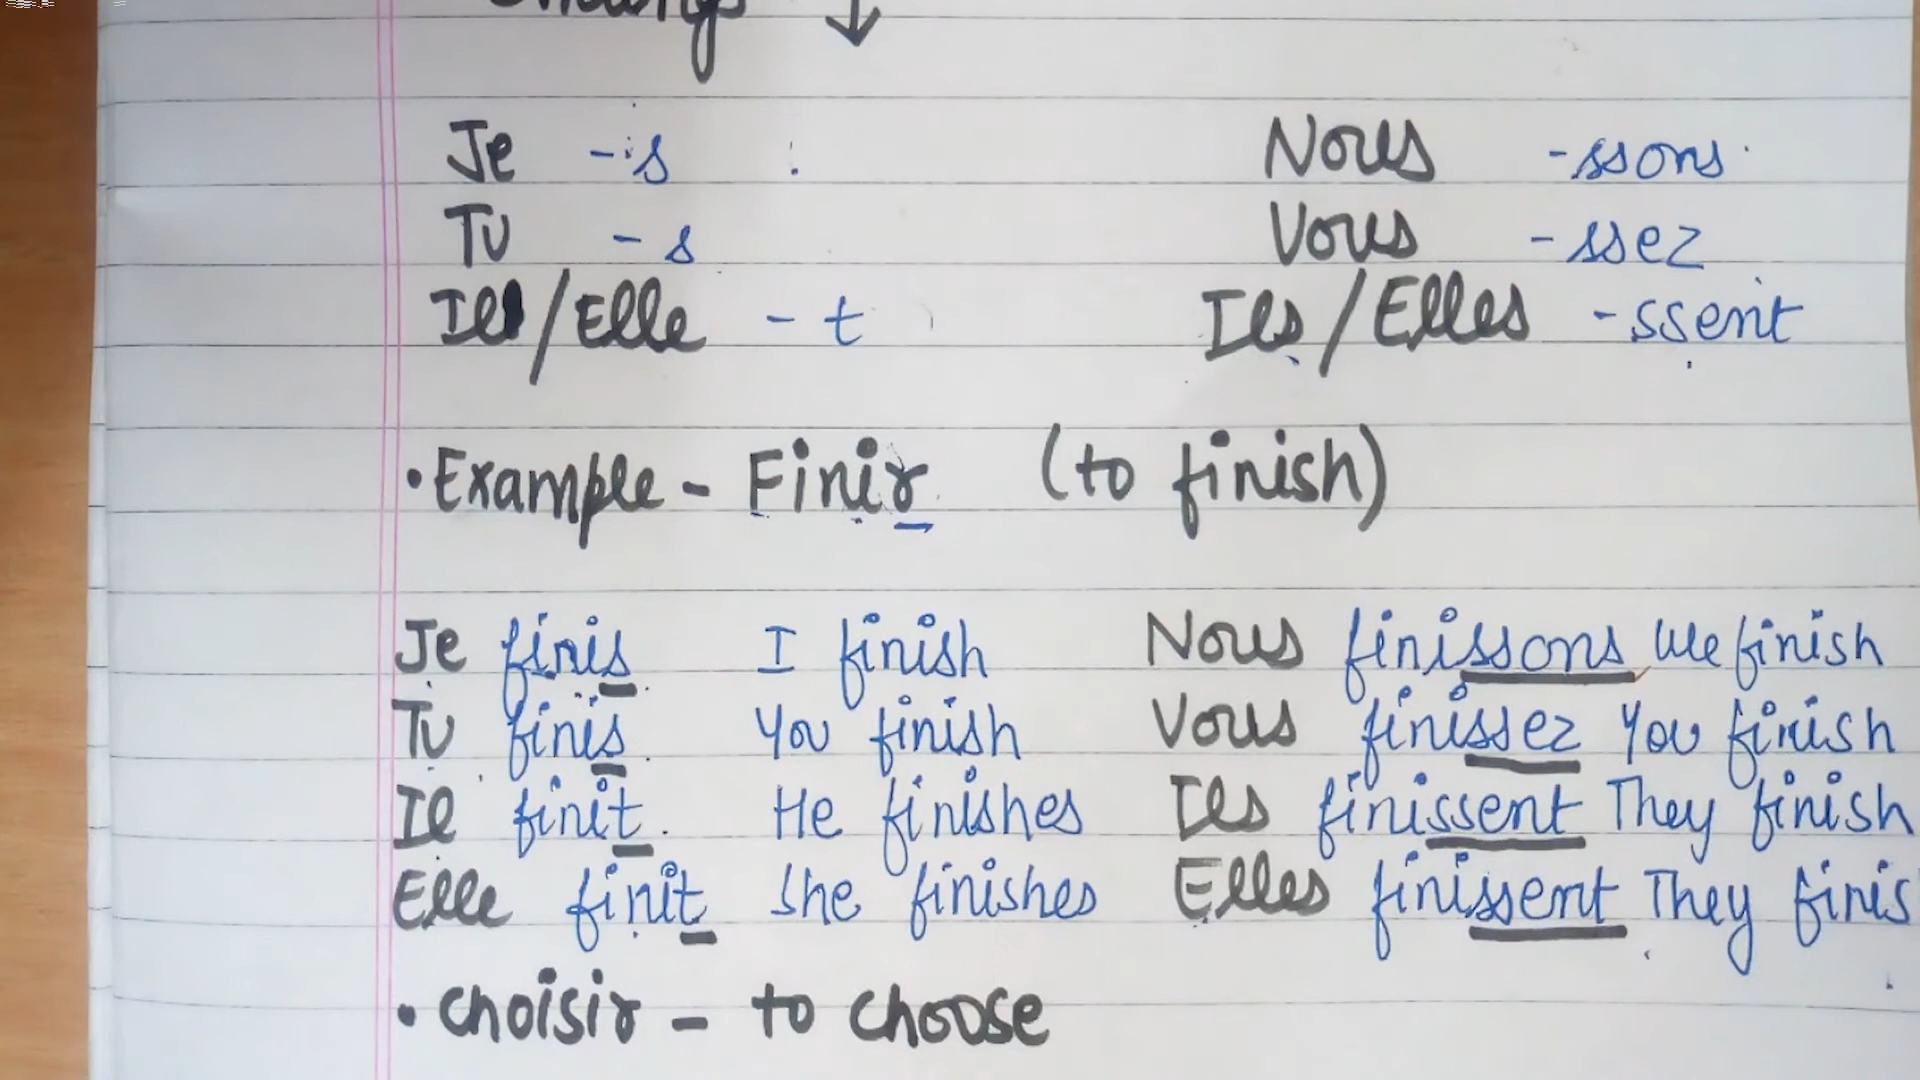 Endings ↓
Je -is Nous -ssons
Tu - s Vous - ssez
Il/Elle - t Ils/Elles -ssent
• Example - Finir (to finish)
Je finis I finish Nous finissons We finish
Tu finis You finish Vous finissez You finish
Il finit. He finishes Ils finissent They finish
Elle finit She finishes Elles finissent They finis
• Choisir - to choose